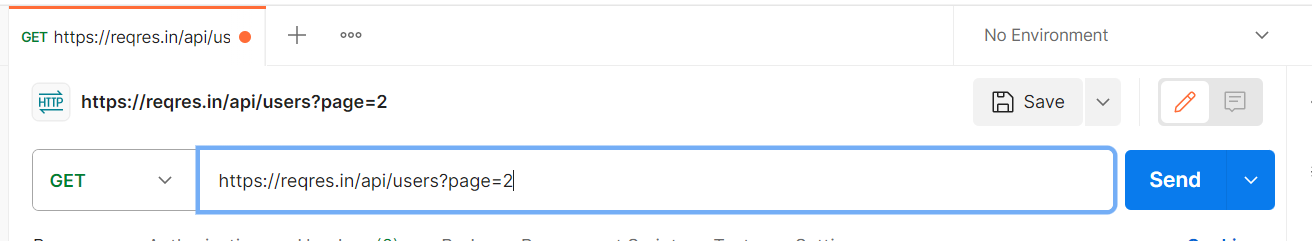 GET https://reqres.in/api/us
No Environment
HTTP https://reqres.in/api/users?page=2
Save
GET
https://reqres.in/api/users?page=2
Send